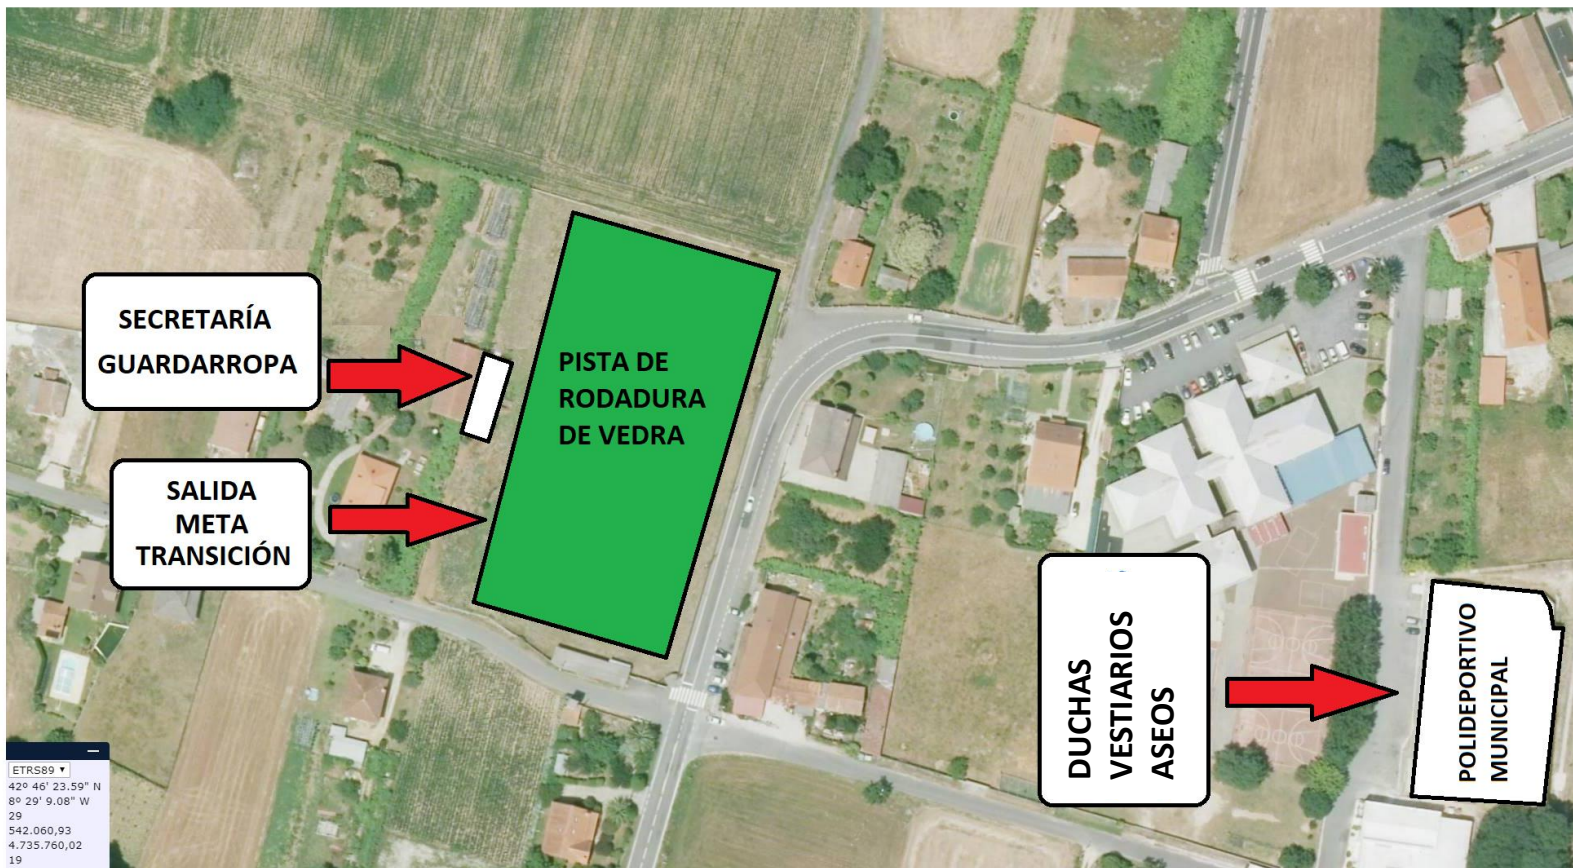 SECRETARÍA
GUARDARROPA
SALIDA
META
TRANSICIÓN
PISTA DE
RODADURA
DE VEDRA
DUCHAS
VESTIARIOS
ASEOS
POLIDEPORTIVO
MUNICIPAL
ETRS89
42º 46' 23.59" N
8º 29' 9.08" W
29
542.060,93
4.735.760,02
19